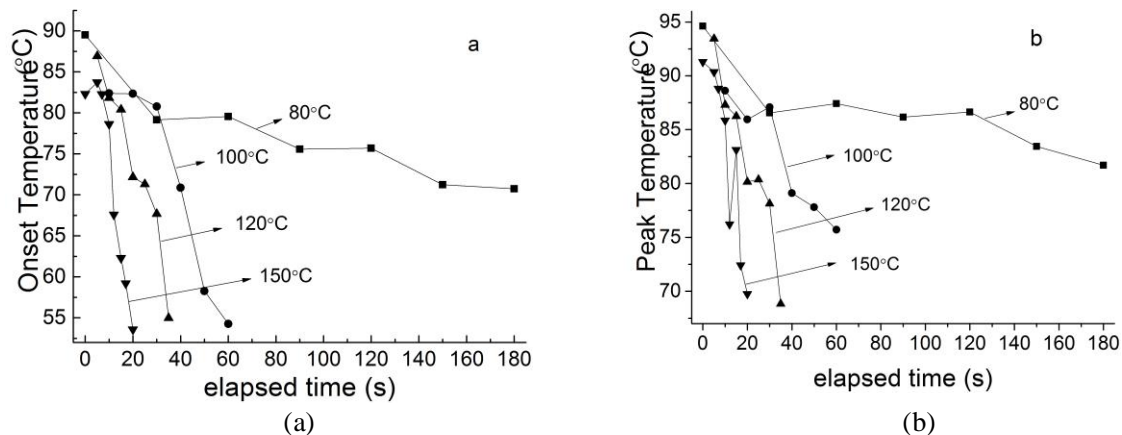 a
Onset Temperature (°C)
90
85
80
75
70
65
60
55
80°C
100°C
120°C
150°C
0 20 40 60 80 100 120 140 160 180
elapsed time (s)
(a)
b
Peak Temperature (°C)
95
90
85
80
75
70
80°C
100°C
120°C
150°C
0 20 40 60 80 100 120 140 160 180
elapsed time (s)
(b)